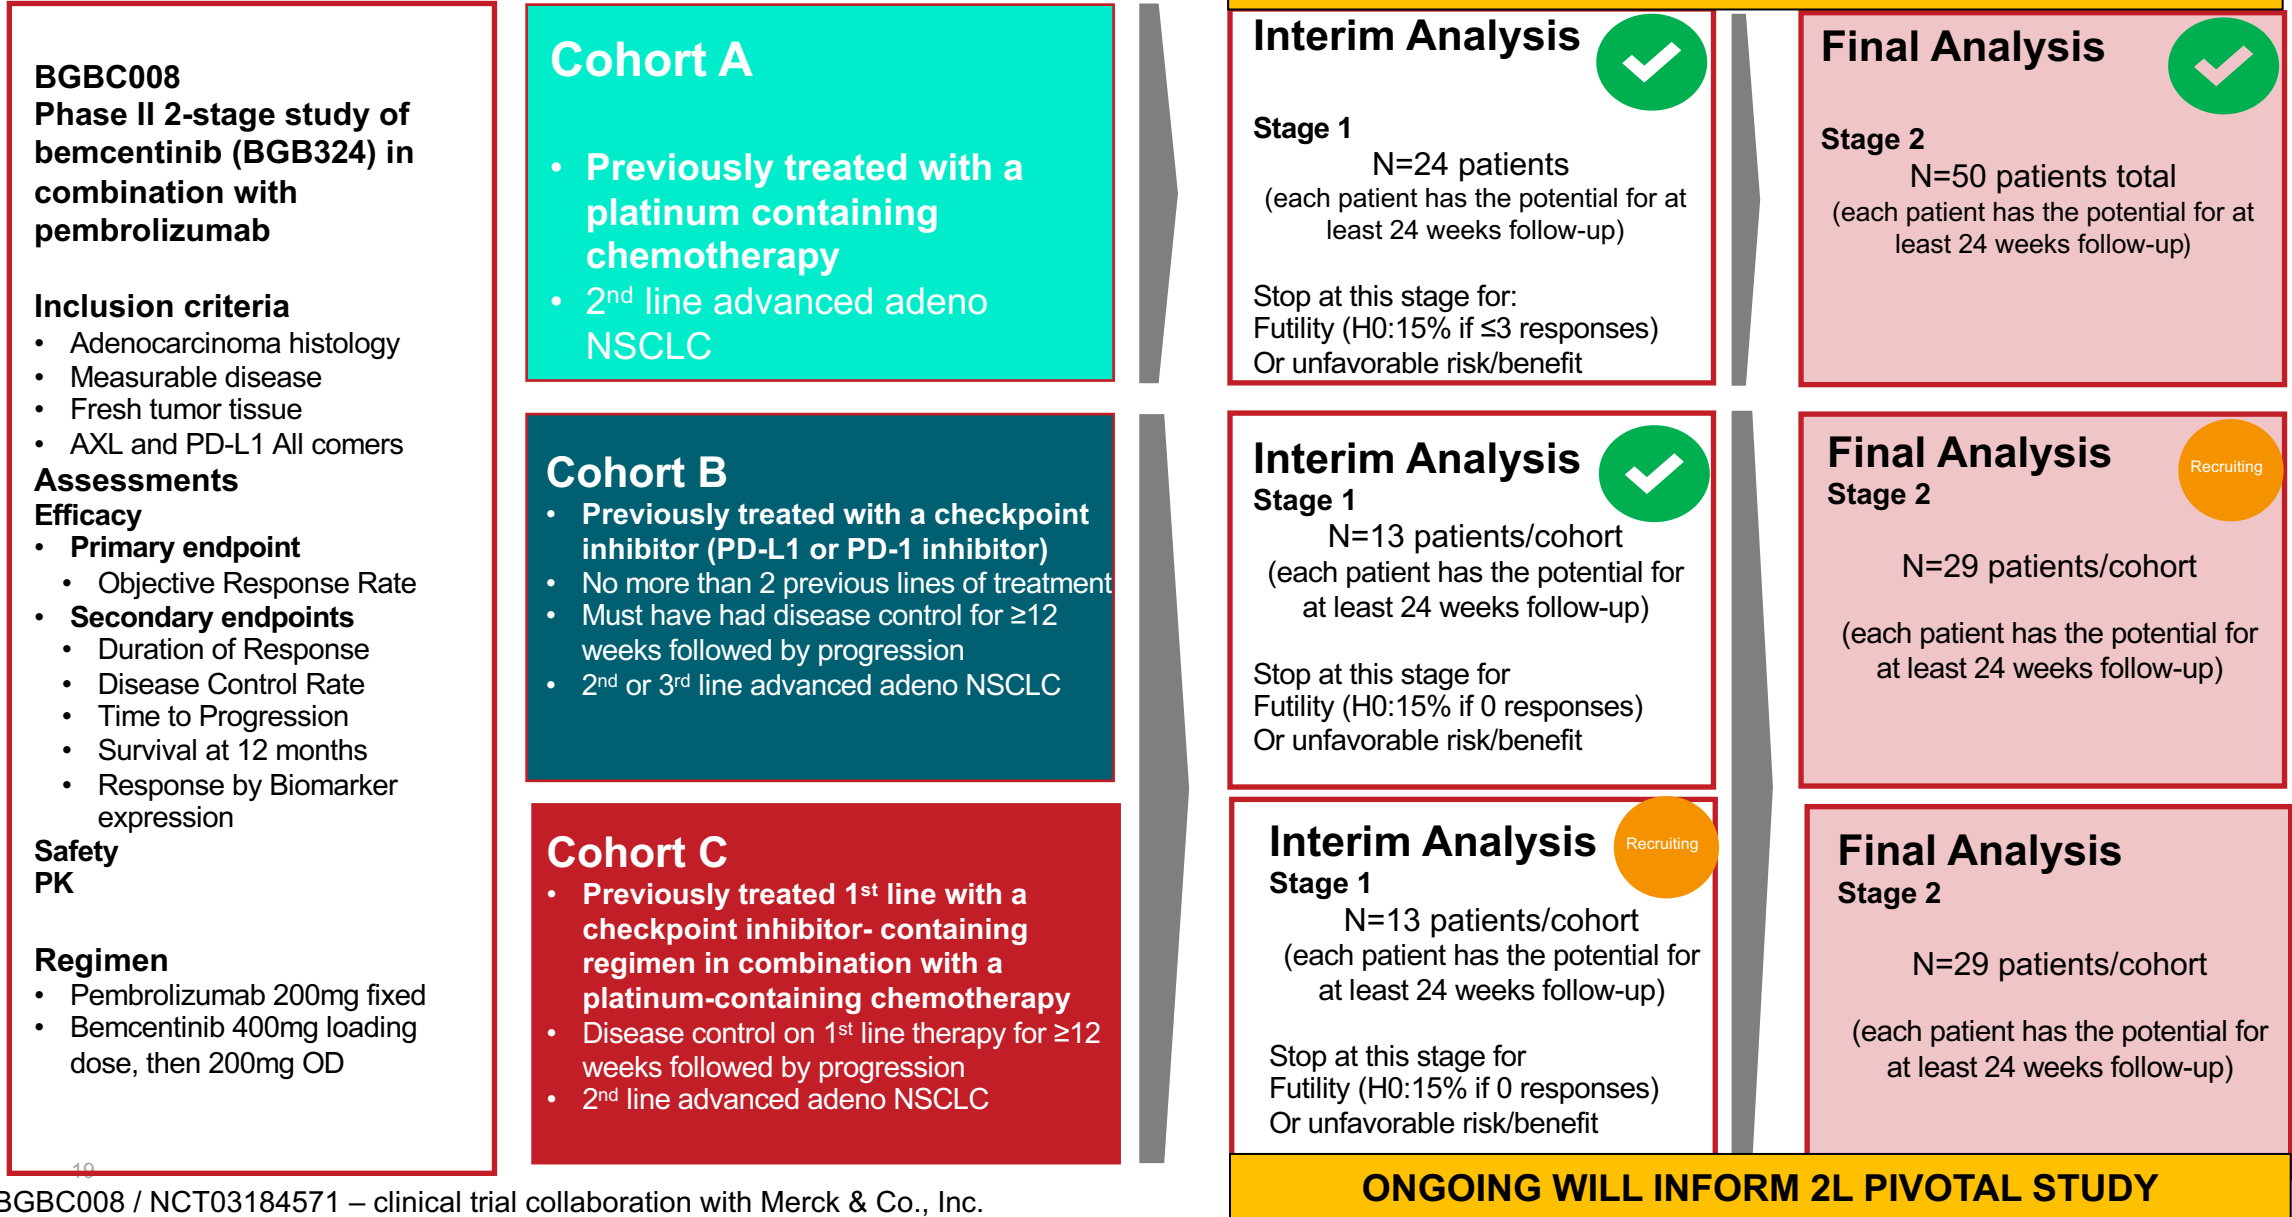 BGBC008
Phase II 2-stage study of
bemcentinib (BGB324) in
combination with
pembrolizumab
Inclusion criteria
• Adenocarcinoma histology
• Measurable disease
• Fresh tumor tissue
• AXL and PD-L1 All comers
Assessments
Efficacy
• Primary endpoint
• Objective Response Rate
• Secondary endpoints
• Duration of Response
• Disease Control Rate
• Time to Progression
• Survival at 12 months
• Response by Biomarker
expression
Safety
PK
Regimen
• Pembrolizumab 200mg fixed
• Bemcentinib 400mg loading
dose, then 200mg OD
Cohort A
• Previously treated with a
platinum containing
chemotherapy
• 2nd line advanced adeno
NSCLC
Interim Analysis
Stage 1
N=24 patients
(each patient has the potential for at
least 24 weeks follow-up)
Stop at this stage for:
Futility (H0:15% if ≤3 responses)
Or unfavorable risk/benefit
Final Analysis
Stage 2
N=50 patients total
(each patient has the potential for at
least 24 weeks follow-up)
Cohort B
• Previously treated with a checkpoint
inhibitor (PD-L1 or PD-1 inhibitor)
• No more than 2 previous lines of treatment
• Must have had disease control for ≥12
weeks followed by progression
• 2nd or 3rd line advanced adeno NSCLC
Interim Analysis
Stage 1
N=13 patients/cohort
(each patient has the potential for
at least 24 weeks follow-up)
Stop at this stage for
Futility (H0:15% if 0 responses)
Or unfavorable risk/benefit
Final Analysis
Recruiting
Stage 2
N=29 patients/cohort
(each patient has the potential for
at least 24 weeks follow-up)
Cohort C
• Previously treated 1st line with a
checkpoint inhibitor- containing
regimen in combination with a
platinum-containing chemotherapy
• Disease control on 1st line therapy for ≥12
weeks followed by progression
• 2nd line advanced adeno NSCLC
Interim Analysis
Recruiting
Stage 1
N=13 patients/cohort
(each patient has the potential for
at least 24 weeks follow-up)
Stop at this stage for
Futility (H0:15% if 0 responses)
Or unfavorable risk/benefit
Final Analysis
Stage 2
N=29 patients/cohort
(each patient has the potential for
at least 24 weeks follow-up)
19
BGBC008 / NCT03184571 – clinical trial collaboration with Merck & Co., Inc.
ONGOING WILL INFORM 2L PIVOTAL STUDY